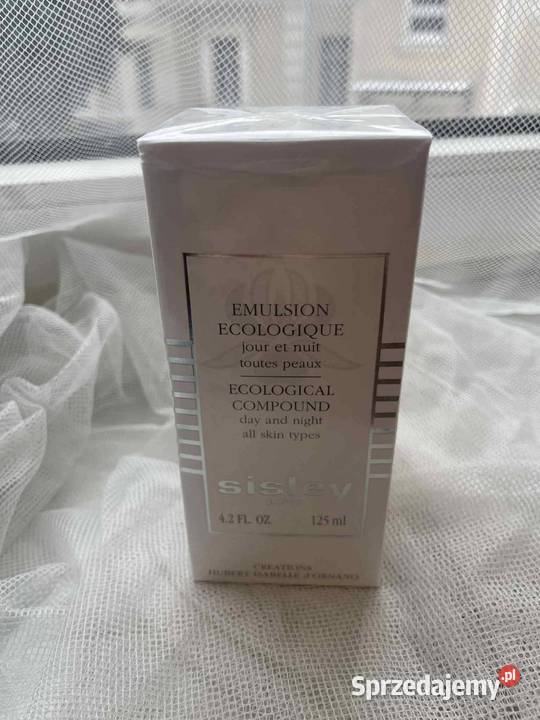 EMULSION
ECOLOGIQUE
jour et nuit
toutes peaux
ECOLOGICAL
COMPOUND
day and night
all skin types
sisley
4.2 FL. OZ 125 ml
CREATIONS
HUBERT ISABELLE D'ORNANO
Sprzedajemy.pl